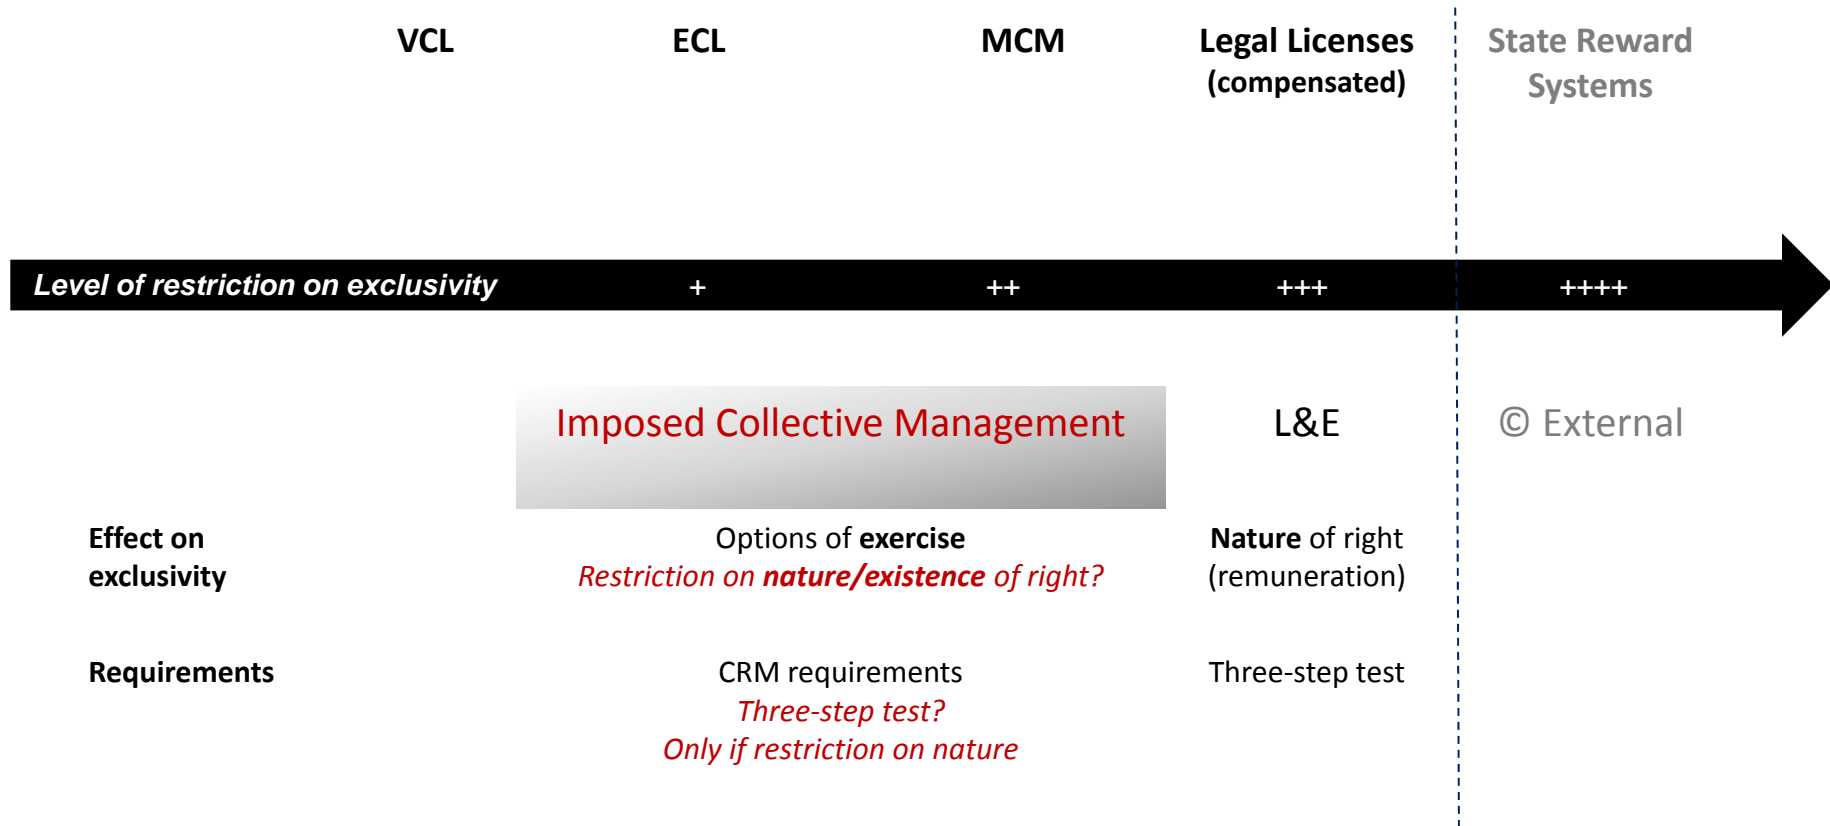 VCL
ECL
MCM
Legal Licenses
(compensated)
State Reward
Systems
Level of restriction on exclusivity
+
++
+++
++++
Imposed Collective Management
L&E
© External
Effect on
exclusivity
Options of exercise
Restriction on nature/existence of right?
Nature of right
(remuneration)
Requirements
CRM requirements
Three-step test?
Only if restriction on nature
Three-step test